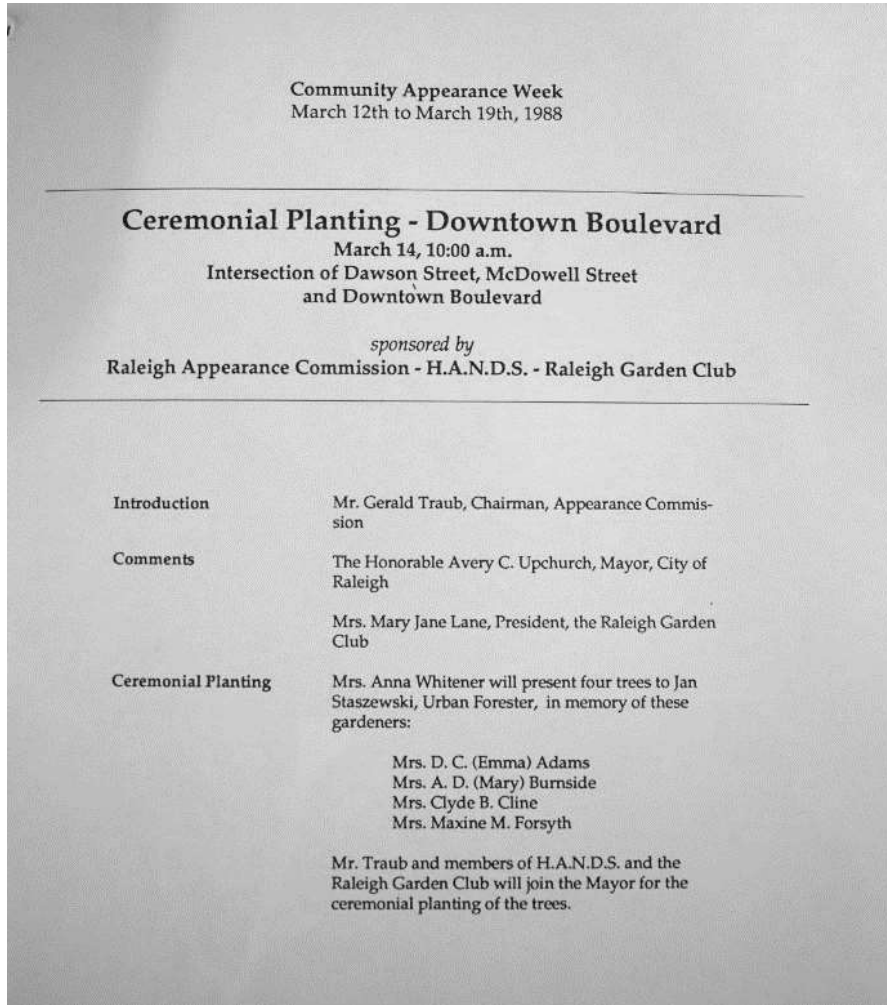 Community Appearance Week
March 12th to March 19th, 1988
Ceremonial Planting - Downtown Boulevard
March 14, 10:00 a.m.
Intersection of Dawson Street, McDowell Street
and Downtown Boulevard
sponsored by
Raleigh Appearance Commission - H.A.N.D.S. - Raleigh Garden Club
Introduction
Mr. Gerald Traub, Chairman, Appearance Commis-
sion
Comments
The Honorable Avery C. Upchurch, Mayor, City of
Raleigh
Mrs. Mary Jane Lane, President, the Raleigh Garden
Club
Ceremonial Planting
Mrs. Anna Whitener will present four trees to Jan
Staszewski, Urban Forester, in memory of these
gardeners:
Mrs. D. C. (Emma) Adams
Mrs. A. D. (Mary) Burnside
Mrs. Clyde B. Cline
Mrs. Maxine M. Forsyth
Mr. Traub and members of H.A.N.D.S. and the
Raleigh Garden Club will join the Mayor for the
ceremonial planting of the trees.